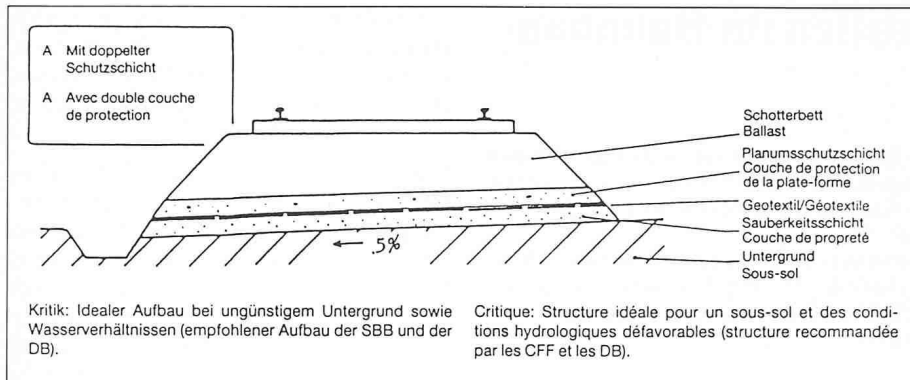 A Mit doppelter
Schutzschicht
A Avec double couche
de protection
Schotterbett
Ballast
Planumsschutzschicht
Couche de protection
de la plate-forme
Geotextil/Géotextile
Sauberkeitsschicht
Couche de propreté
Untergrund
Sous-sol
.5%
Kritik: Idealer Aufbau bei ungünstigem Untergrund sowie
Wasserverhältnissen (empfohlener Aufbau der SBB und der
DB).
Critique: Structure idéale pour un sous-sol et des condi-
tions hydrologiques défavorables (structure recommandée
par les CFF et les DB).